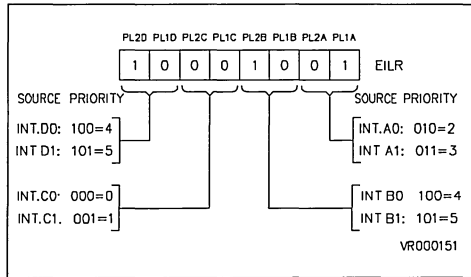 PL2D PL1D PL2C PL1C PL2B PL1B PL2A PL1A
1 0 0 0 1 0 0 1 EILR
SOURCE PRIORITY SOURCE PRIORITY
INT.D0: 100=4 INT.A0: 010=2
INT D1: 101=5 INT A1: 011=3
INT.C0· 000=0 INT B0 100=4
INT.C1. 001=1 INT B1: 101=5
VR000151